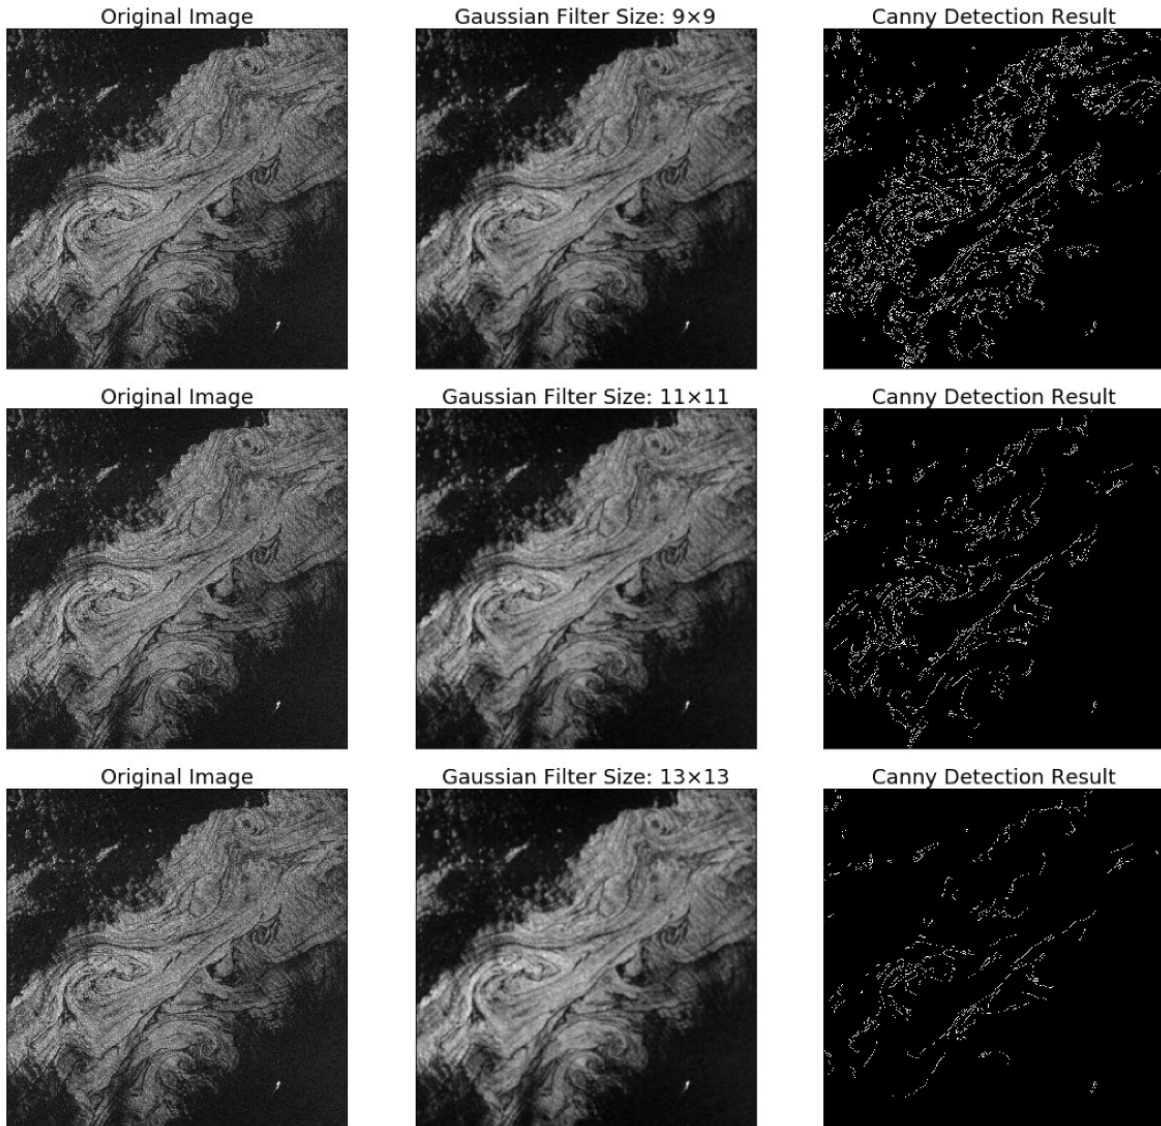 Original Image
Gaussian Filter Size: 9×9
Canny Detection Result
Original Image
Gaussian Filter Size: 11×11
Canny Detection Result
Original Image
Gaussian Filter Size: 13×13
Canny Detection Result